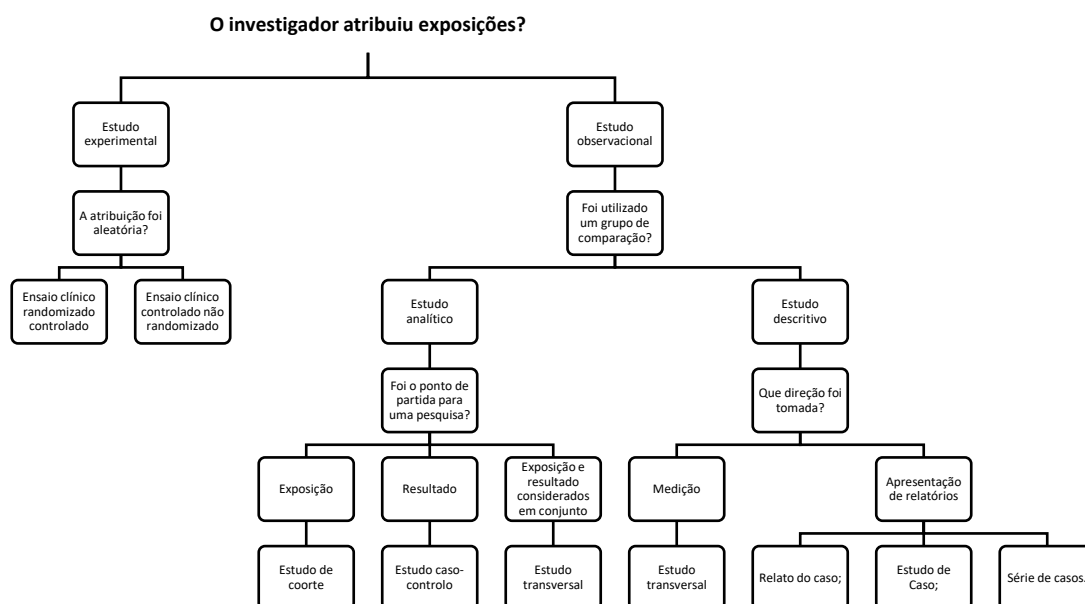 O investigador atribuiu exposições?
Estudo
experimental
Estudo
observacional
A atribuição foi
aleatória?
Foi utilizado
um grupo de
comparação?
Ensaio clínico
randomizado
controlado
Ensaio clínico
controlado não
randomizado
Estudo
analítico
Estudo
descritivo
Foi o ponto de
partida para
uma pesquisa?
Que direção foi
tomada?
Exposição
Resultado
Exposição e
resultado
considerados
em conjunto
Medição
Apresentação
de relatórios
Estudo de
coorte
Estudo caso-
controlo
Estudo
transversal
Estudo
transversal
Relato do caso;
Estudo de
Caso;
Série de casos.